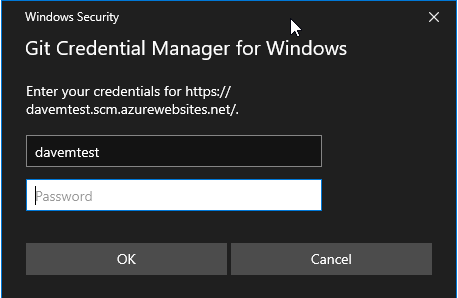 Windows Security
Git Credential Manager for Windows
Enter your credentials for https://
davemtest.scm.azurewebsites.net/.
davemtest
Password
OK
Cancel